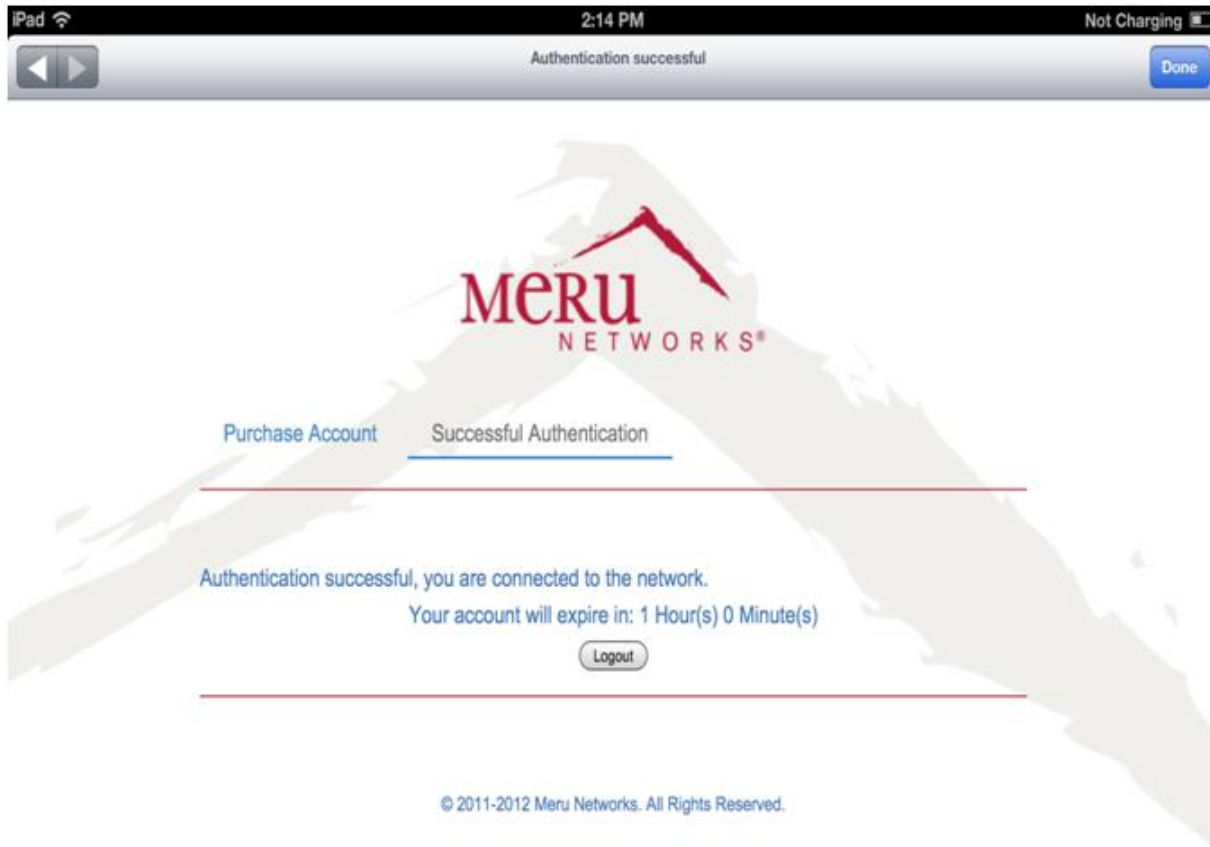 iPad 2:14 PM Not Charging
Authentication successful
Done
MERU
NETWORKS®
Purchase Account Successful Authentication
Authentication successful, you are connected to the network.
Your account will expire in: 1 Hour(s) 0 Minute(s)
Logout
© 2011-2012 Meru Networks. All Rights Reserved.